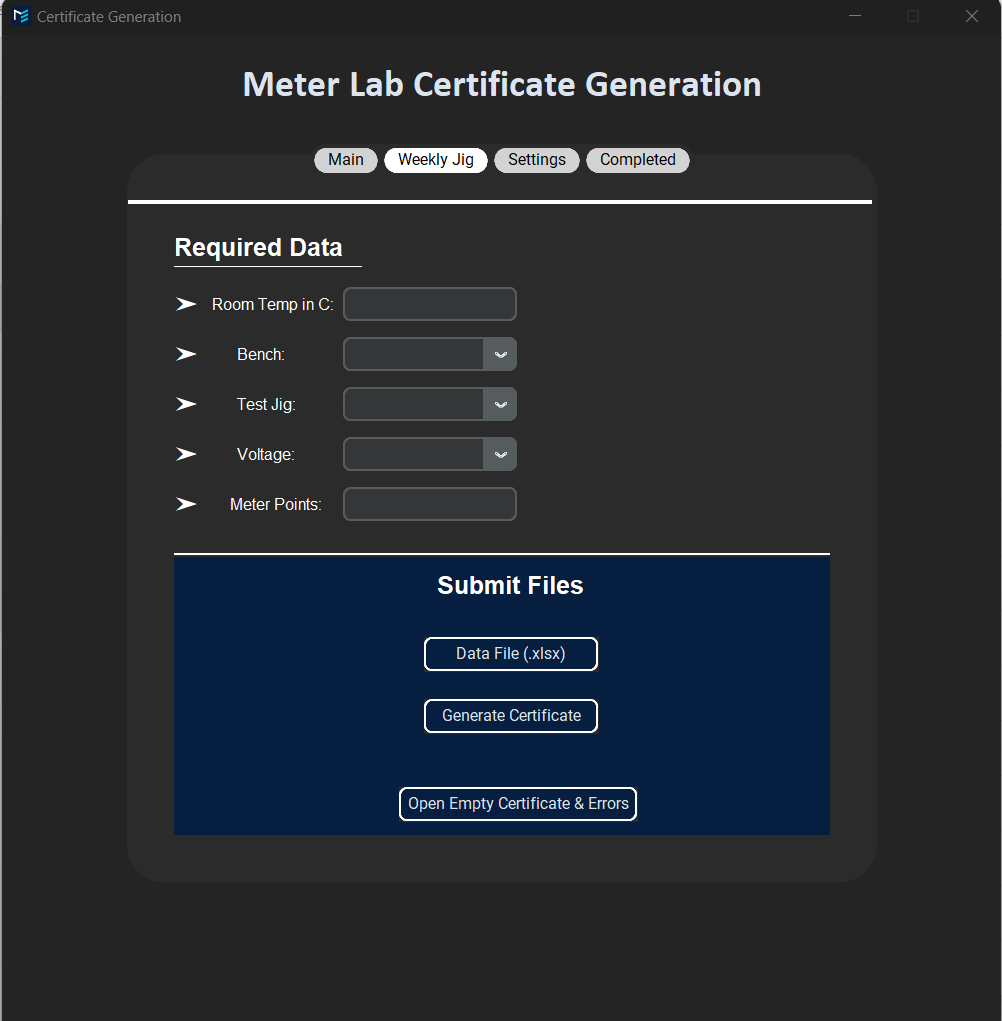 Certificate Generation
Meter Lab Certificate Generation
Main Weekly Jig Settings Completed
Required Data
Room Temp in C:
Bench:
Test Jig:
Voltage:
Meter Points:
Submit Files
Data File (.xlsx)
Generate Certificate
Open Empty Certificate & Errors